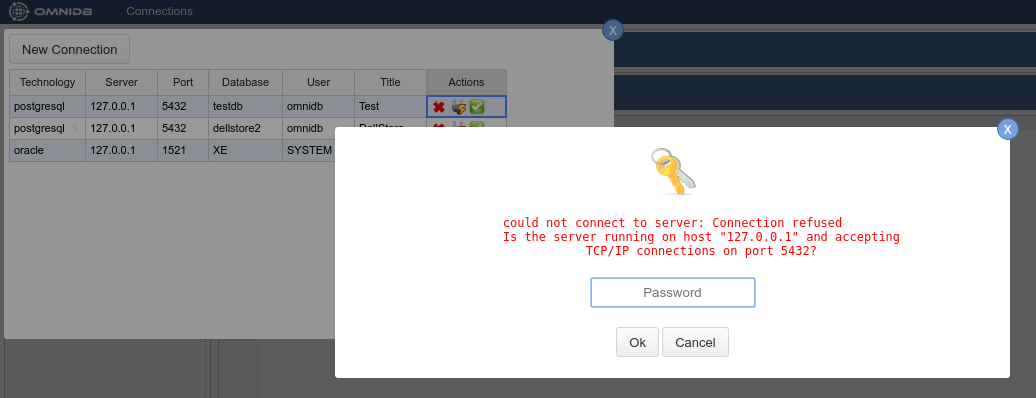 OMNIDB Connections
X
New Connection
Technology Server Port Database User Title Actions
postgresql 127.0.0.1 5432 testdb omnidb Test
postgresql 127.0.0.1 5432 dellstore2 omnidb
oracle 127.0.0.1 1521 XE SYSTEM
X
could not connect to server: Connection refused
Is the server running on host "127.0.0.1" and accepting
TCP/IP connections on port 5432?
Password
Ok Cancel